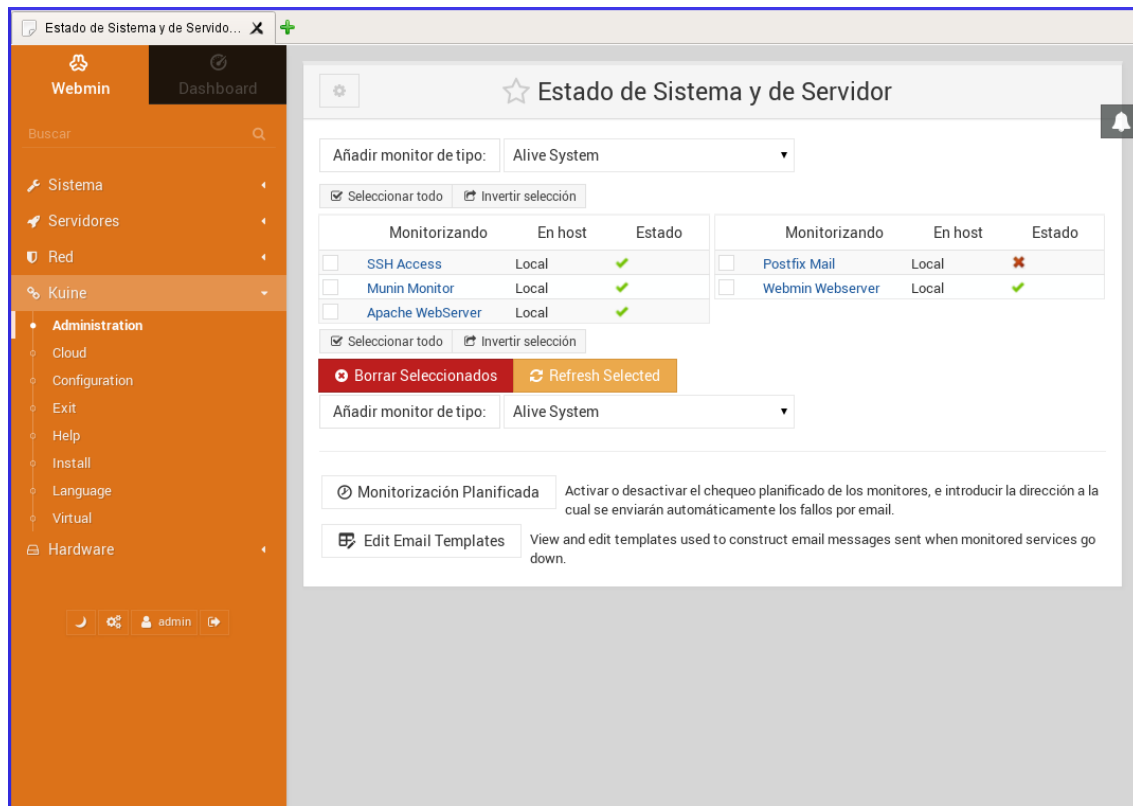 Estado de Sistema y de Servido...
Webmin
Dashboard
Buscar
Sistema
Servidores
Red
Kuine
Administration
Cloud
Configuration
Exit
Help
Install
Language
Virtual
Hardware
admin
Estado de Sistema y de Servidor
Añadir monitor de tipo: Alive System
Seleccionar todo Invertir selección
Monitorizando En host Estado Monitorizando En host Estado
SSH Access Local Postfix Mail Local
Munin Monitor Local Webmin Webserver Local
Apache WebServer Local
Seleccionar todo Invertir selección
Borrar Seleccionados Refresh Selected
Añadir monitor de tipo: Alive System
Monitorización Planificada Activar o desactivar el chequeo planificado de los monitores, e introducir la dirección a la
cual se enviarán automáticamente los fallos por email.
Edit Email Templates View and edit templates used to construct email messages sent when monitored services go
down.